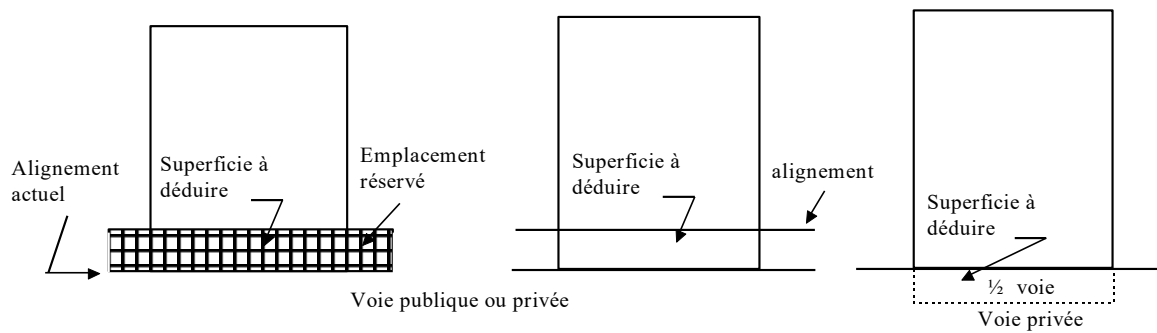 Alignement
actuel
Superficie à
déduire
Emplacement
réservé
Superficie à
déduire
alignement
Superficie à
déduire
½ voie
Voie publique ou privée
Voie privée